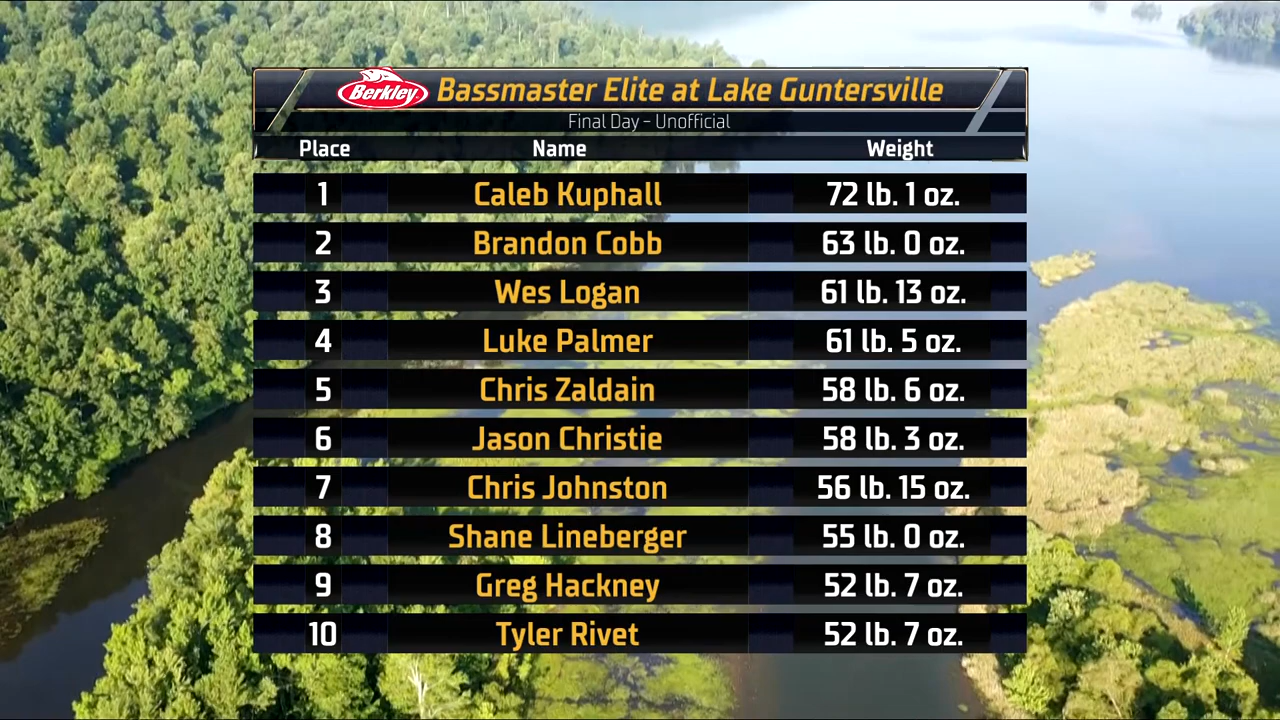 Berkley Bassmaster Elite at Lake Guntersville
Final Day – Unofficial
Place Name Weight
1 Caleb Kuphall 72 lb. 1 oz.
2 Brandon Cobb 63 lb. 0 oz.
3 Wes Logan 61 lb. 13 oz.
4 Luke Palmer 61 lb. 5 oz.
5 Chris Zaldain 58 lb. 6 oz.
6 Jason Christie 58 lb. 3 oz.
7 Chris Johnston 56 lb. 15 oz.
8 Shane Lineberger 55 lb. 0 oz.
9 Greg Hackney 52 lb. 7 oz.
10 Tyler Rivet 52 lb. 7 oz.